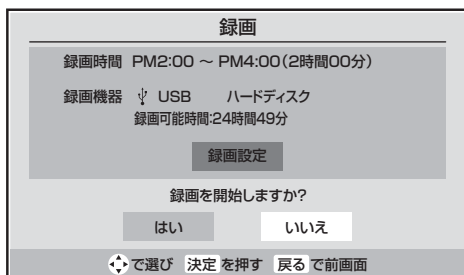 録画
録画時間 PM2:00 ～ PM4:00(2時間00分)
録画機器 USB ハードディスク
録画可能時間:24時間49分
録画設定
録画を開始しますか?
はい いいえ
で選び 決定 を押す 戻る で前画面